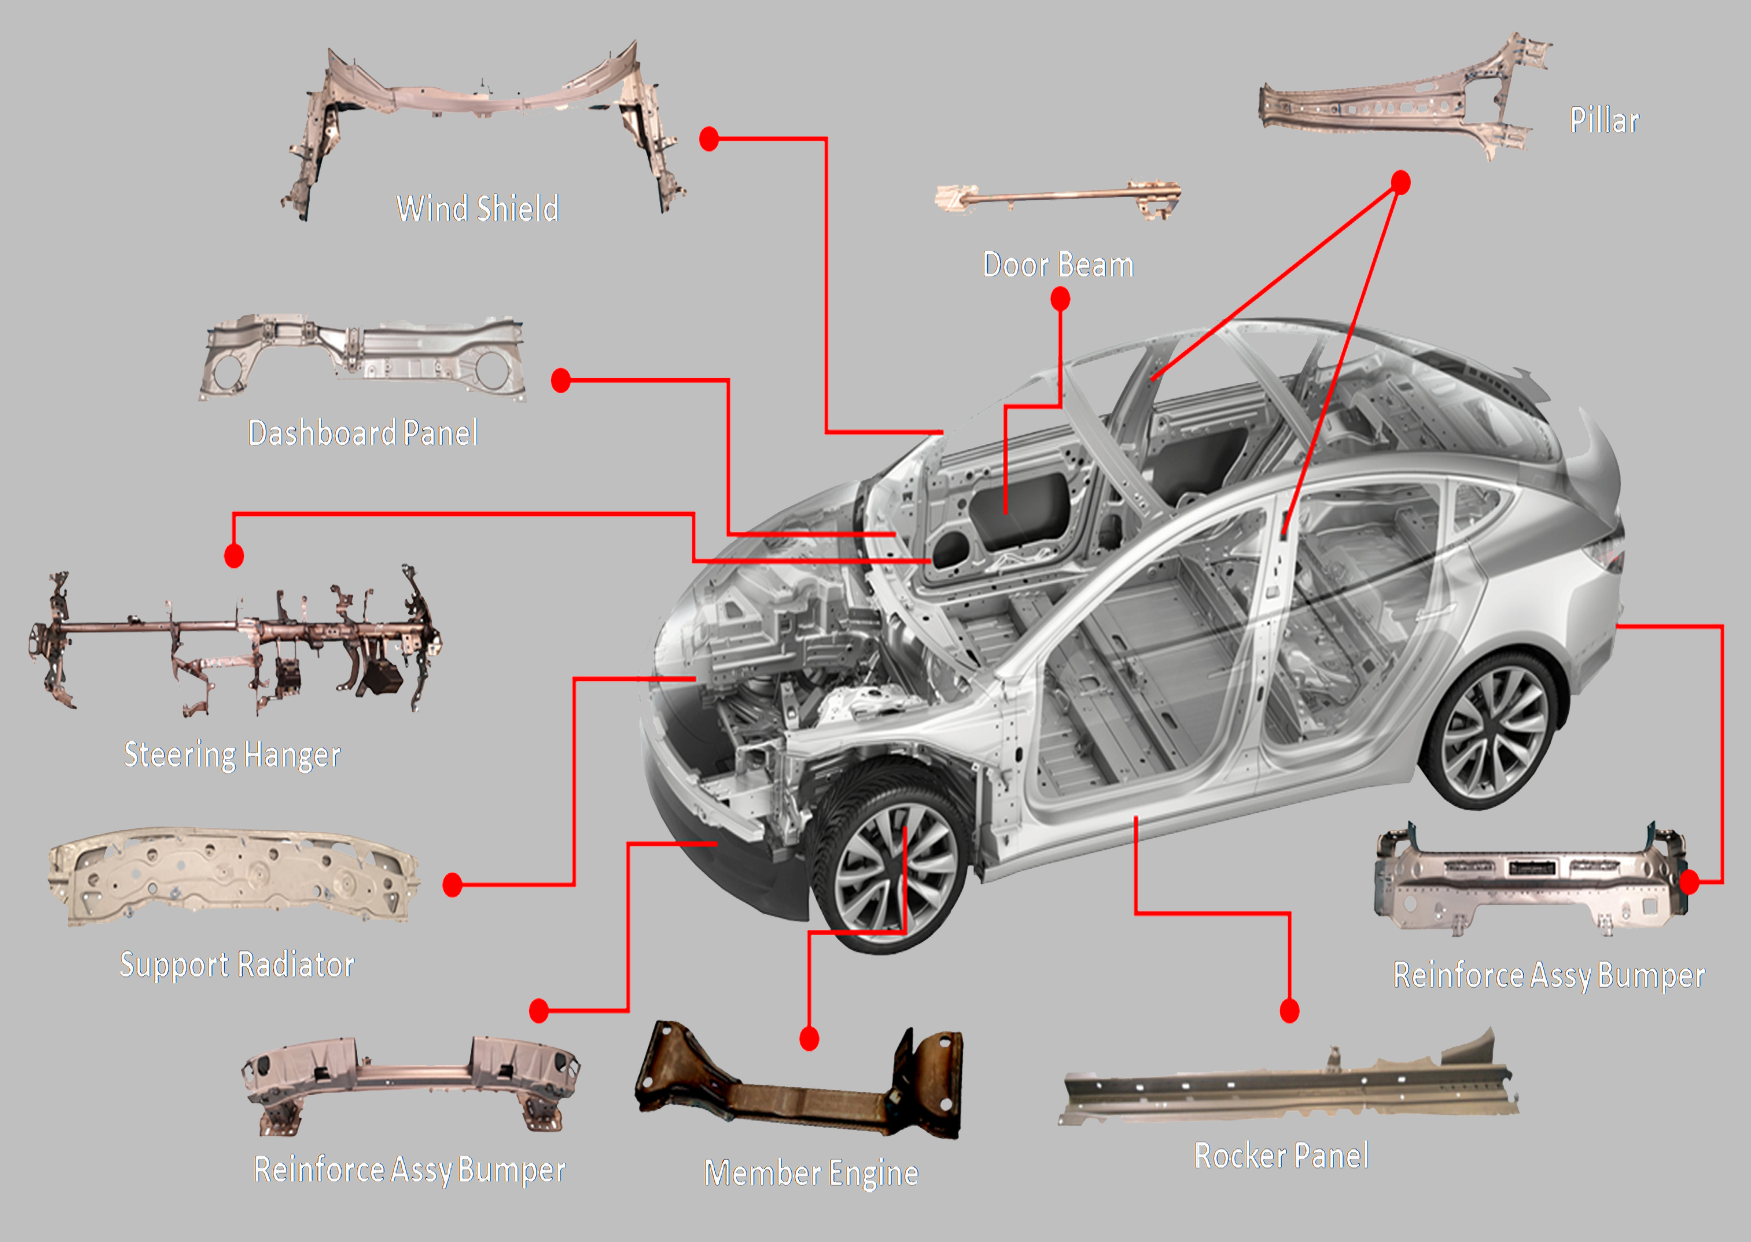 Pillar
Wind Shield
Door Beam
Dashboard Panel
Steering Hanger
Support Radiator
Reinforce Assy Bumper
Reinforce Assy Bumper
Member Engine
Rocker Panel